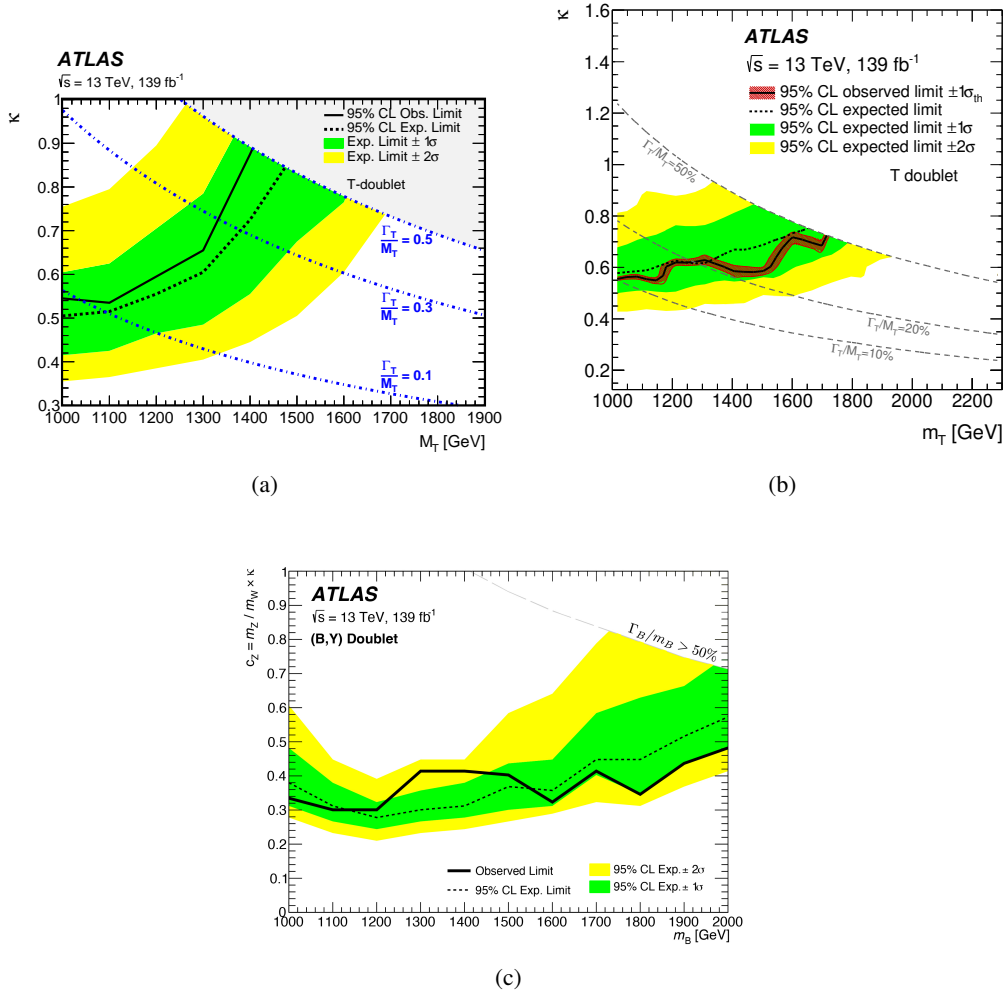 ATLAS
√s = 13 TeV, 139 fb⁻¹
κ
1
0.9
0.8
0.7
0.6
0.5
0.4
0.3
95% CL Obs. Limit
95% CL Exp. Limit
Exp. Limit ± 1σ
Exp. Limit ± 2σ
T-doublet
Γ_T/M_T = 0.5
Γ_T/M_T = 0.3
Γ_T/M_T = 0.1
1000 1100 1200 1300 1400 1500 1600 1700 1800 1900
M_T [GeV]
(a)
κ
1.6
1.4
1.2
1
0.8
0.6
0.4
0.2
ATLAS
√s = 13 TeV, 139 fb⁻¹
95% CL observed limit ±1σ_th
95% CL expected limit
95% CL expected limit ±1σ
95% CL expected limit ±2σ
T doublet
Γ_T/M_T=50%
Γ_T/M_T=20%
Γ_T/M_T=10%
1000 1200 1400 1600 1800 2000 2200
m_T [GeV]
(b)
c_Z = m_Z / m_W × κ
1
0.9
0.8
0.7
0.6
0.5
0.4
0.3
0.2
0.1
0
ATLAS
√s = 13 TeV, 139 fb⁻¹
(B,Y) Doublet
Γ_B/m_B > 50%
Observed Limit
95% CL Exp. Limit
95% CL Exp. ± 2σ
95% CL Exp. ± 1σ
1000 1100 1200 1300 1400 1500 1600 1700 1800 1900 2000
m_B [GeV]
(c)